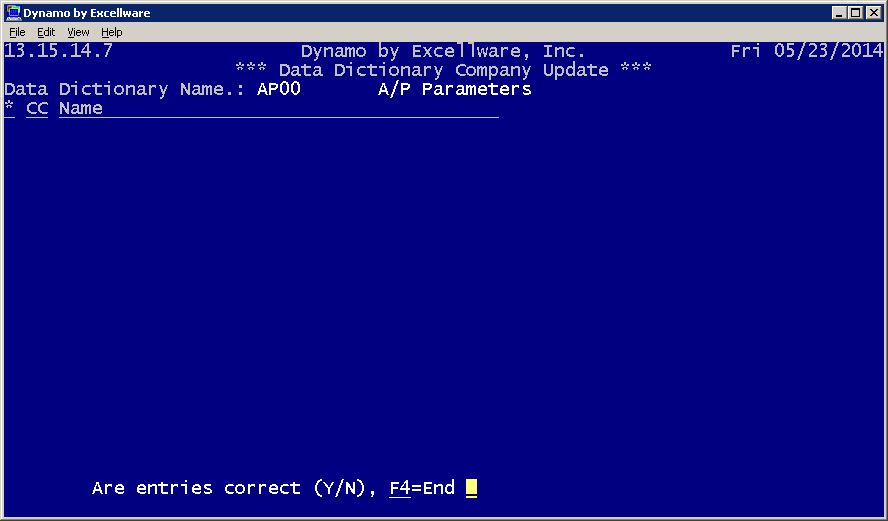 Dynamo by Excellware
File Edit View Help
13.15.14.7 Dynamo by Excellware, Inc. Fri 05/23/2014
*** Data Dictionary Company Update ***
Data Dictionary Name.: AP00 A/P Parameters
* CC Name
Are entries correct (Y/N), F4=End